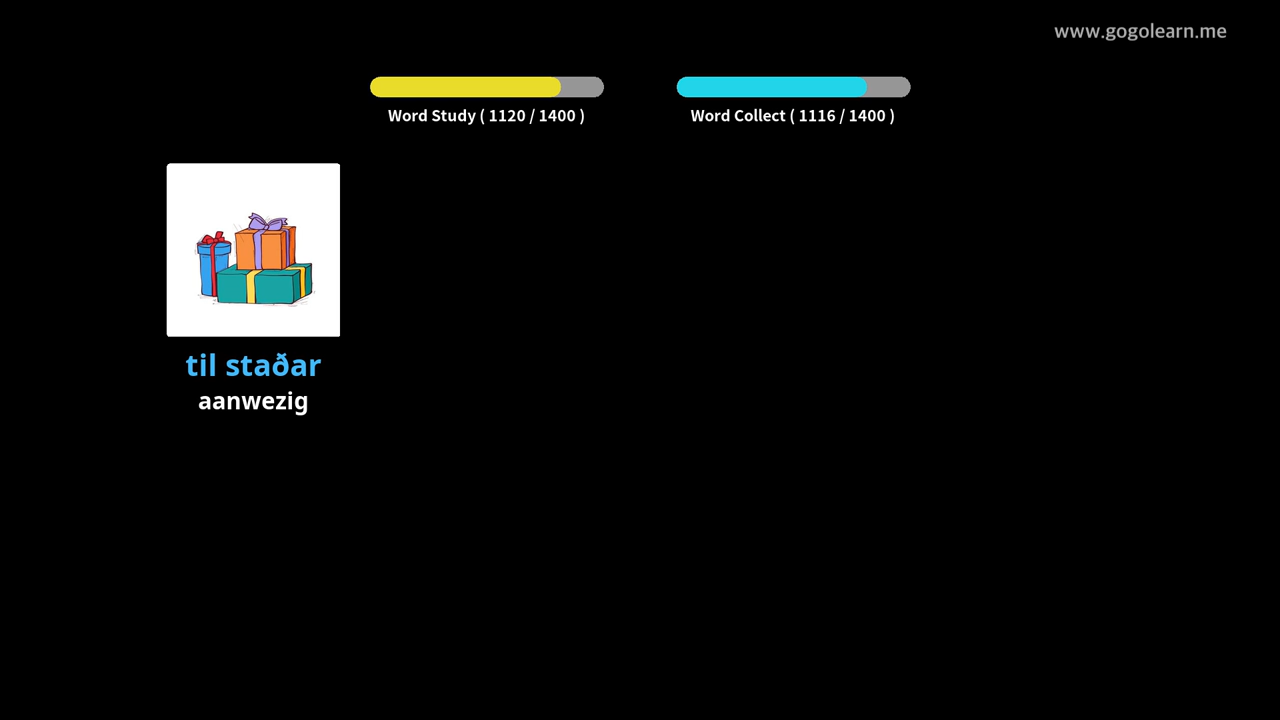 www.gogolearn.me
Word Study ( 1120 / 1400 )
Word Collect ( 1116 / 1400 )
til staðar
aanwezig